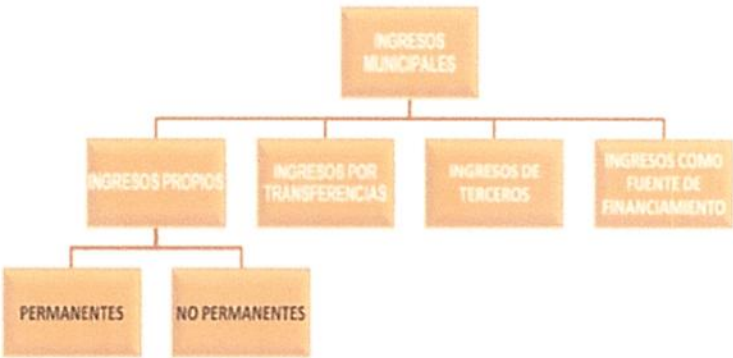 INGRESOS
MUNICIPALES
INGRESOS PROPIOS
INGRESOS POR
TRANSFERENCIAS
INGRESOS DE
TERCEROS
INGRESOS COMO
FUENTE DE
FINANCIAMIENTO
PERMANENTES
NO PERMANENTES